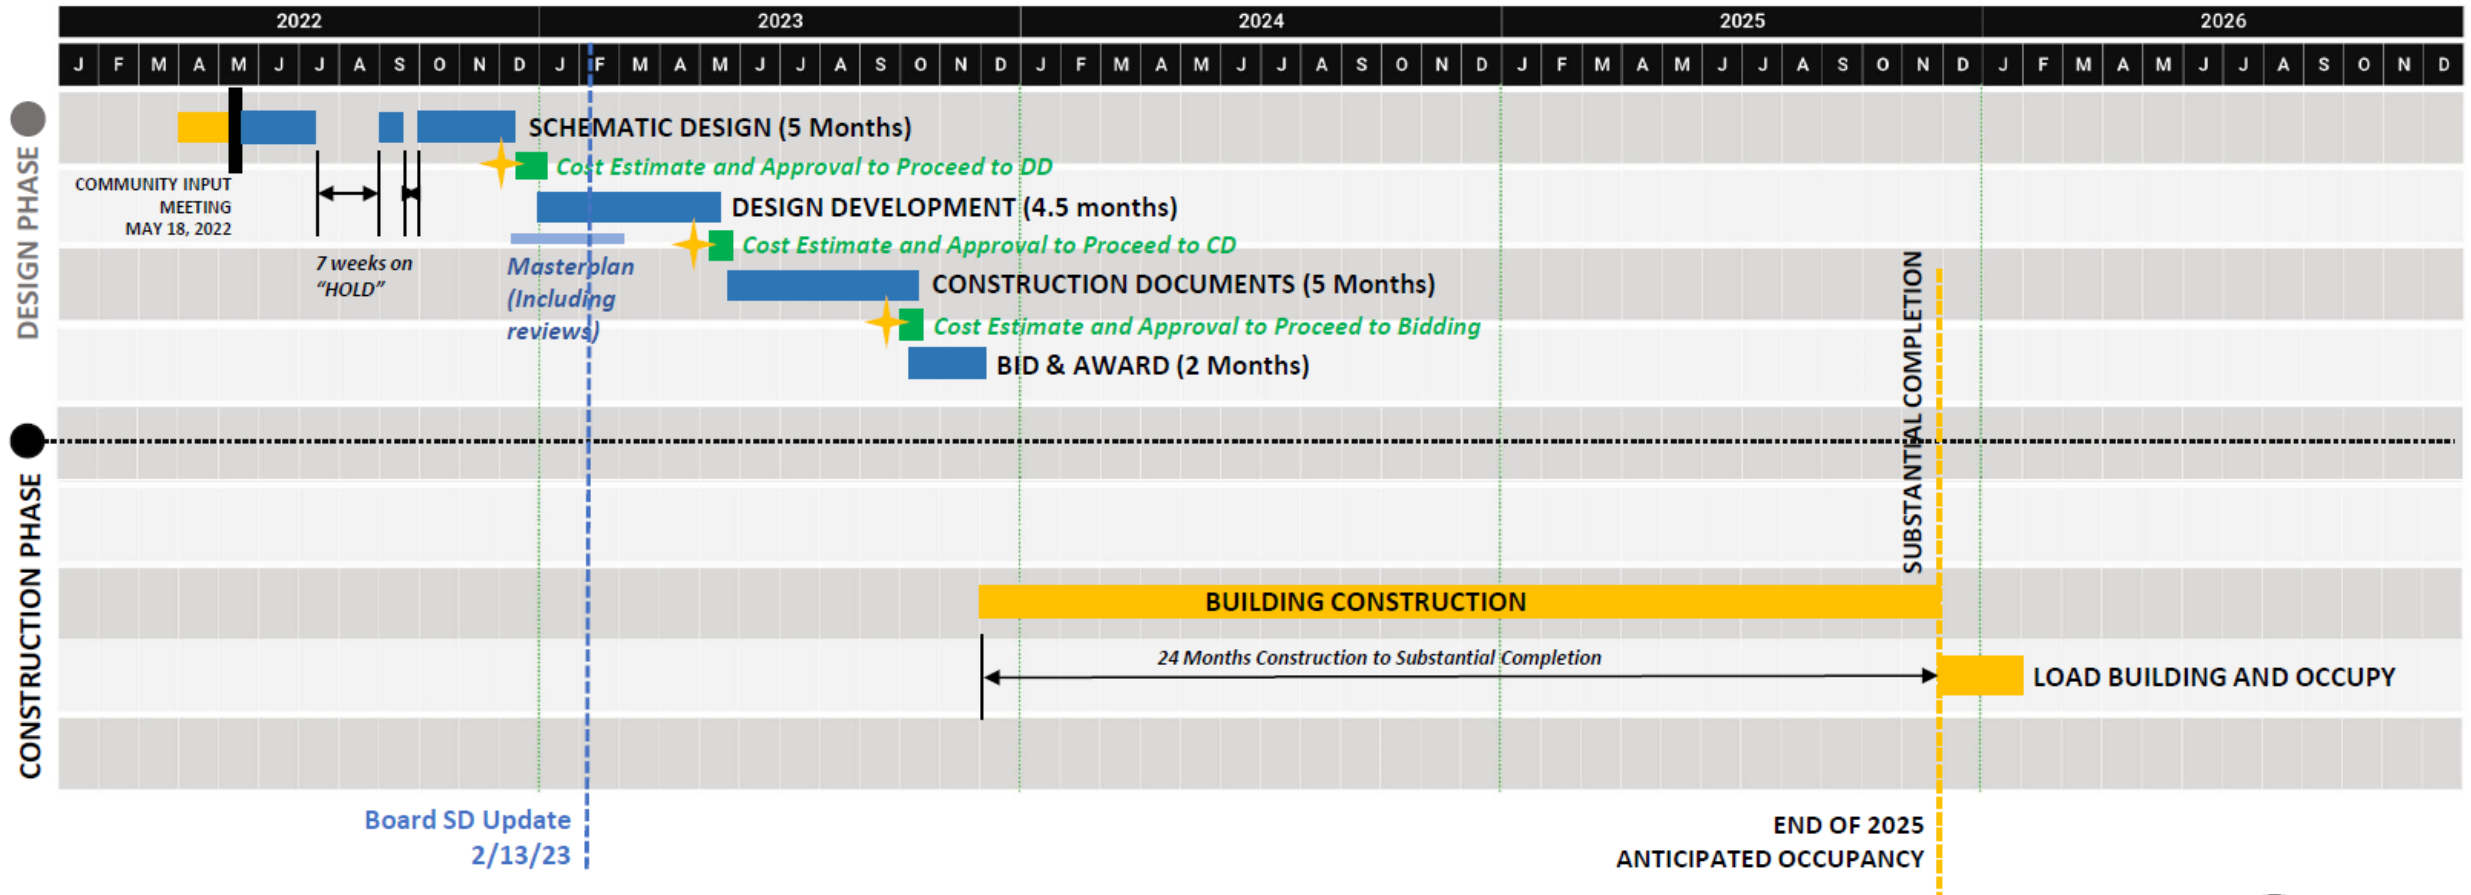 2022 2023 2024 2025 2026
J F M A M J J A S O N D J F M A M J J A S O N D J F M A M J J A S O N D J F M A M J J A S O N D J F M A M J J A S O N D
DESIGN PHASE
SCHEMATIC DESIGN (5 Months)
Cost Estimate and Approval to Proceed to DD
COMMUNITY INPUT
MEETING
MAY 18, 2022
DESIGN DEVELOPMENT (4.5 months)
Cost Estimate and Approval to Proceed to CD
7 weeks on
“HOLD”
Masterplan
(Including
reviews)
CONSTRUCTION DOCUMENTS (5 Months)
Cost Estimate and Approval to Proceed to Bidding
BID & AWARD (2 Months)
SUBSTANTIAL COMPLETION
CONSTRUCTION PHASE
BUILDING CONSTRUCTION
24 Months Construction to Substantial Completion
LOAD BUILDING AND OCCUPY
Board SD Update
2/13/23
END OF 2025
ANTICIPATED OCCUPANCY